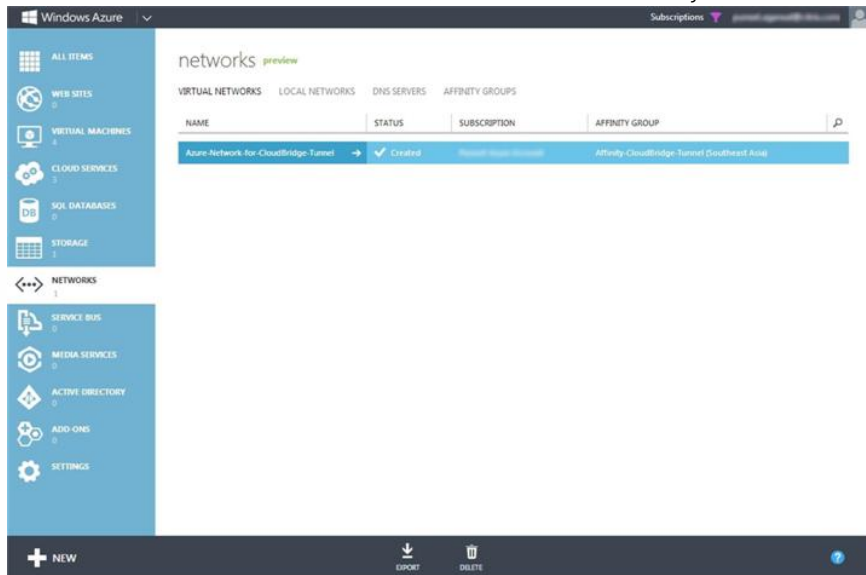 Windows Azure
Subscriptions
ALL ITEMS
WEB SITES
0
VIRTUAL MACHINES
4
CLOUD SERVICES
3
SQL DATABASES
0
DB
STORAGE
1
NETWORKS
1
SERVICE BUS
0
MEDIA SERVICES
0
ACTIVE DIRECTORY
0
ADD-ONS
0
SETTINGS
networks preview
VIRTUAL NETWORKS LOCAL NETWORKS DNS SERVERS AFFINITY GROUPS
NAME STATUS SUBSCRIPTION AFFINITY GROUP
Azure-Network-for-CloudBridge-Tunnel Created Affinity-CloudBridge-Tunnel (Southeast Asia)
NEW
EXPORT
DELETE
?